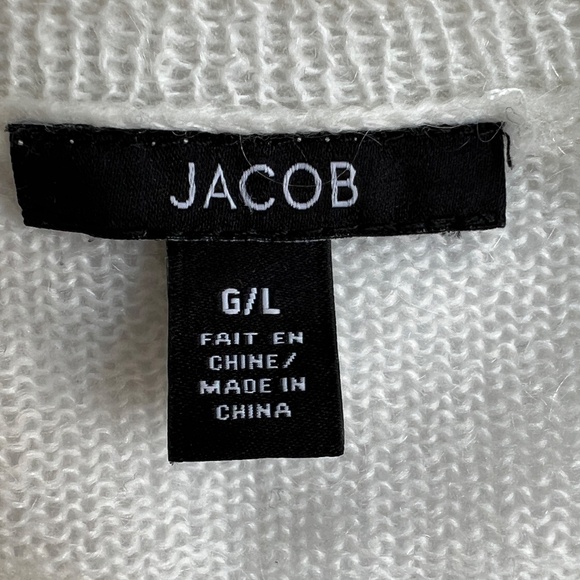 JACOB
G/L
FAIT EN
CHINE/
MADE IN
CHINA